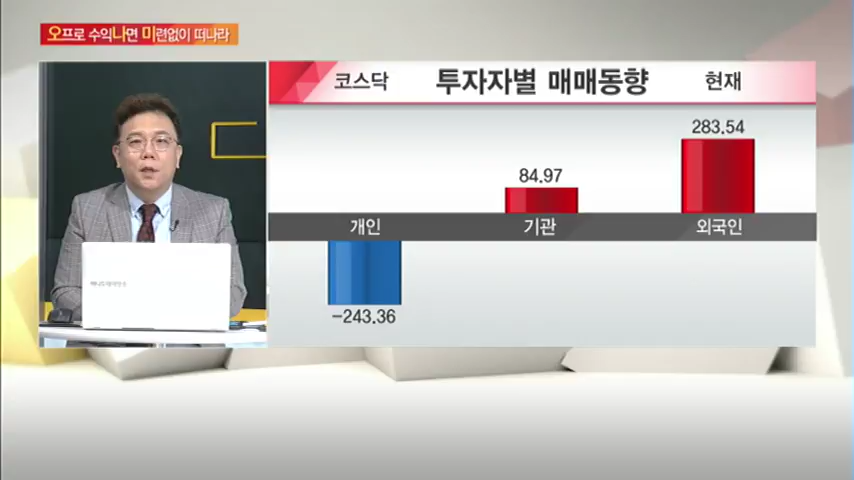 오프로 수익나면 미련없이 떠나라
코스닥 투자자별 매매동향 현재
283.54
84.97
개인 기관 외국인
-243.36